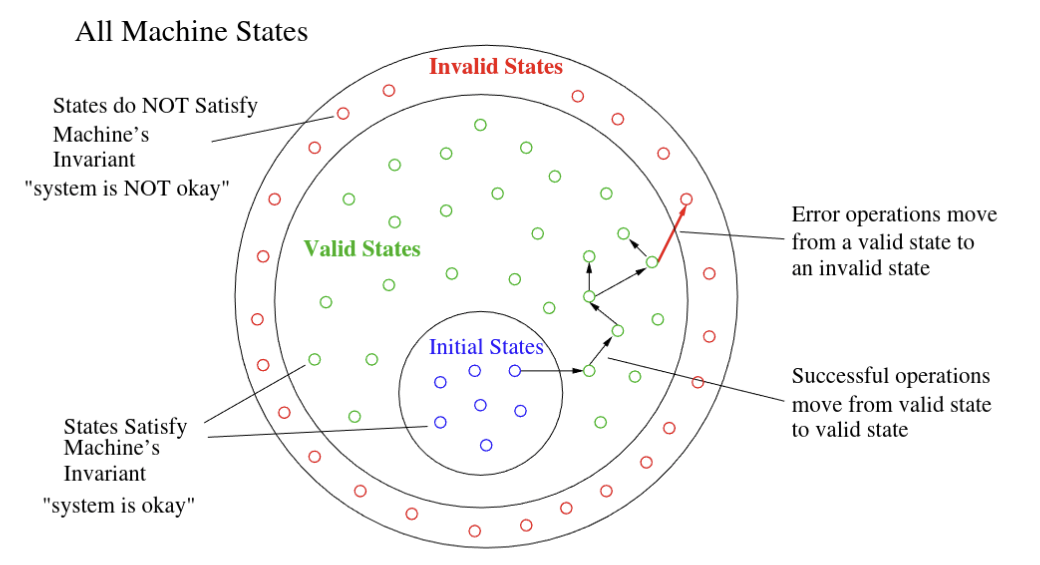 All Machine States
Invalid States
States do NOT Satisfy
Machine's
Invariant
"system is NOT okay"
Valid States
Error operations move
from a valid state to
an invalid state
Initial States
Successful operations
move from valid state
to valid state
States Satisfy
Machine's
Invariant
"system is okay"